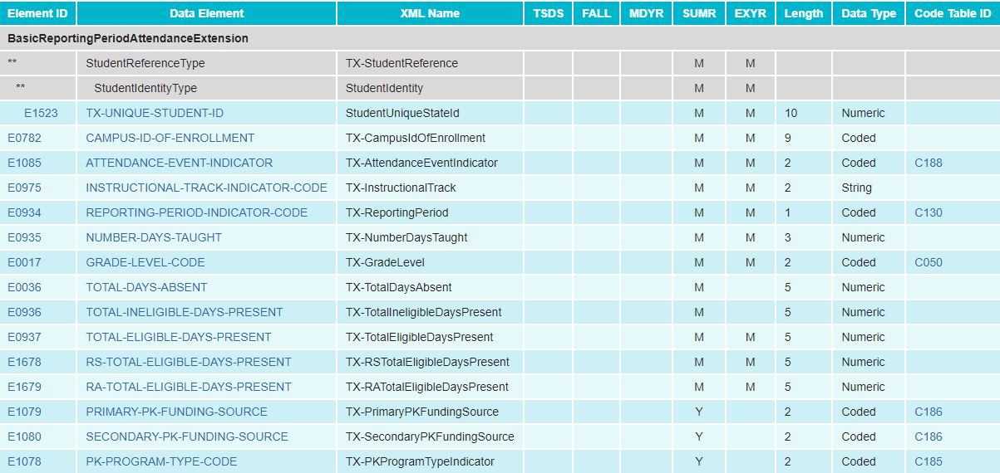 Element ID Data Element XML Name TSDS FALL MDYR SUMR EXYR Length Data Type Code Table ID
BasicReportingPeriodAttendanceExtension
** StudentReferenceType TX-StudentReference M M
** StudentIdentityType StudentIdentity M M
E1523 TX-UNIQUE-STUDENT-ID StudentUniqueStateId M M 10 Numeric
E0782 CAMPUS-ID-OF-ENROLLMENT TX-CampusIdOfEnrollment M M 9 Coded
E1085 ATTENDANCE-EVENT-INDICATOR TX-AttendanceEventIndicator M M 2 Coded C188
E0975 INSTRUCTIONAL-TRACK-INDICATOR-CODE TX-InstructionalTrack M M 2 String
E0934 REPORTING-PERIOD-INDICATOR-CODE TX-ReportingPeriod M M 1 Coded C130
E0935 NUMBER-DAYS-TAUGHT TX-NumberDaysTaught M M 3 Numeric
E0017 GRADE-LEVEL-CODE TX-GradeLevel M M 2 Coded C050
E0036 TOTAL-DAYS-ABSENT TX-TotalDaysAbsent M 5 Numeric
E0936 TOTAL-INELIGIBLE-DAYS-PRESENT TX-TotalIneligibleDaysPresent M 5 Numeric
E0937 TOTAL-ELIGIBLE-DAYS-PRESENT TX-TotalEligibleDaysPresent M M 5 Numeric
E1678 RS-TOTAL-ELIGIBLE-DAYS-PRESENT TX-RSTotalEligibleDaysPresent M M 5 Numeric
E1679 RA-TOTAL-ELIGIBLE-DAYS-PRESENT TX-RATotalEligibleDaysPresent M M 5 Numeric
E1079 PRIMARY-PK-FUNDING-SOURCE TX-PrimaryPKFundingSource Y 2 Coded C186
E1080 SECONDARY-PK-FUNDING-SOURCE TX-SecondaryPKFundingSource Y 2 Coded C186
E1078 PK-PROGRAM-TYPE-CODE TX-PKProgramTypeIndicator Y 2 Coded C185